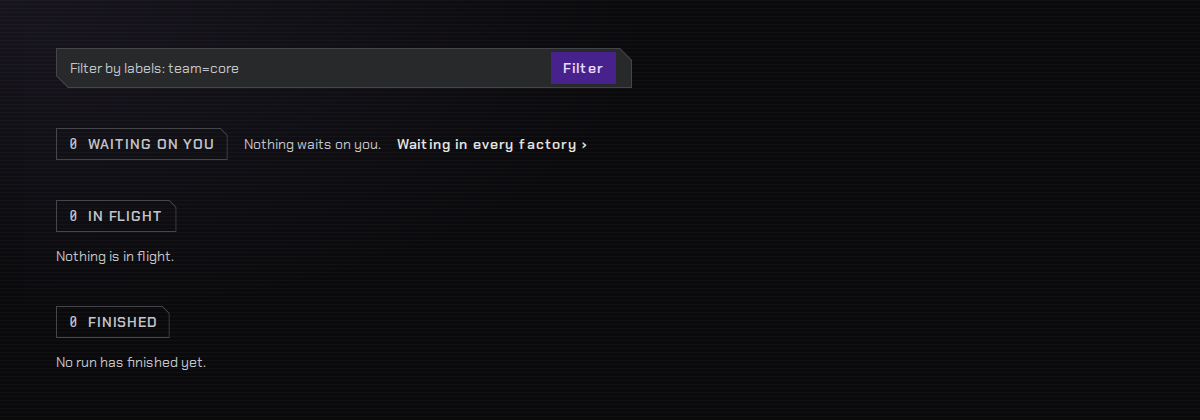 Filter by labels: team=core Filter
0 WAITING ON YOU Nothing waits on you. Waiting in every factory ›
0 IN FLIGHT
Nothing is in flight.
0 FINISHED
No run has finished yet.